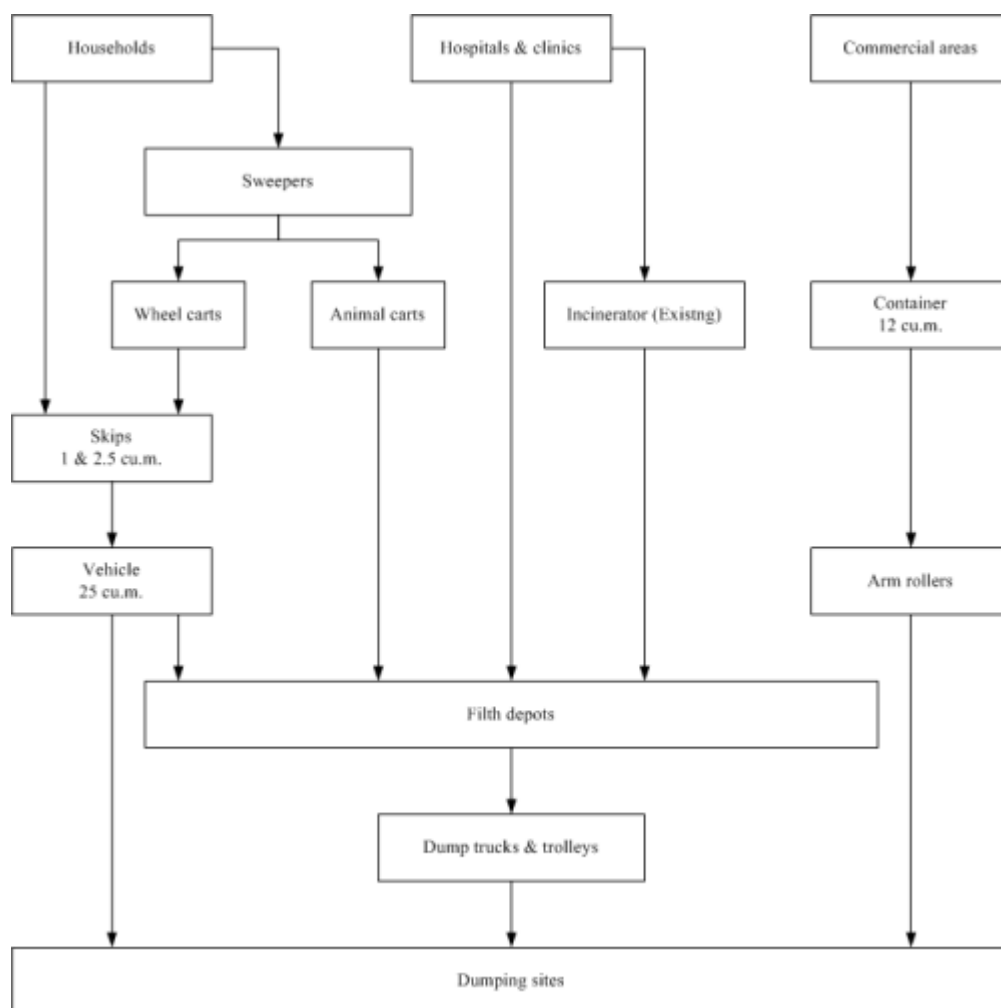 Households
Hospitals & clinics
Commercial areas
Sweepers
Wheel carts
Animal carts
Incinerator (Existng)
Container
12 cu.m.
Skips
1 & 2.5 cu.m.
Vehicle
25 cu.m.
Arm rollers
Filth depots
Dump trucks & trolleys
Dumping sites